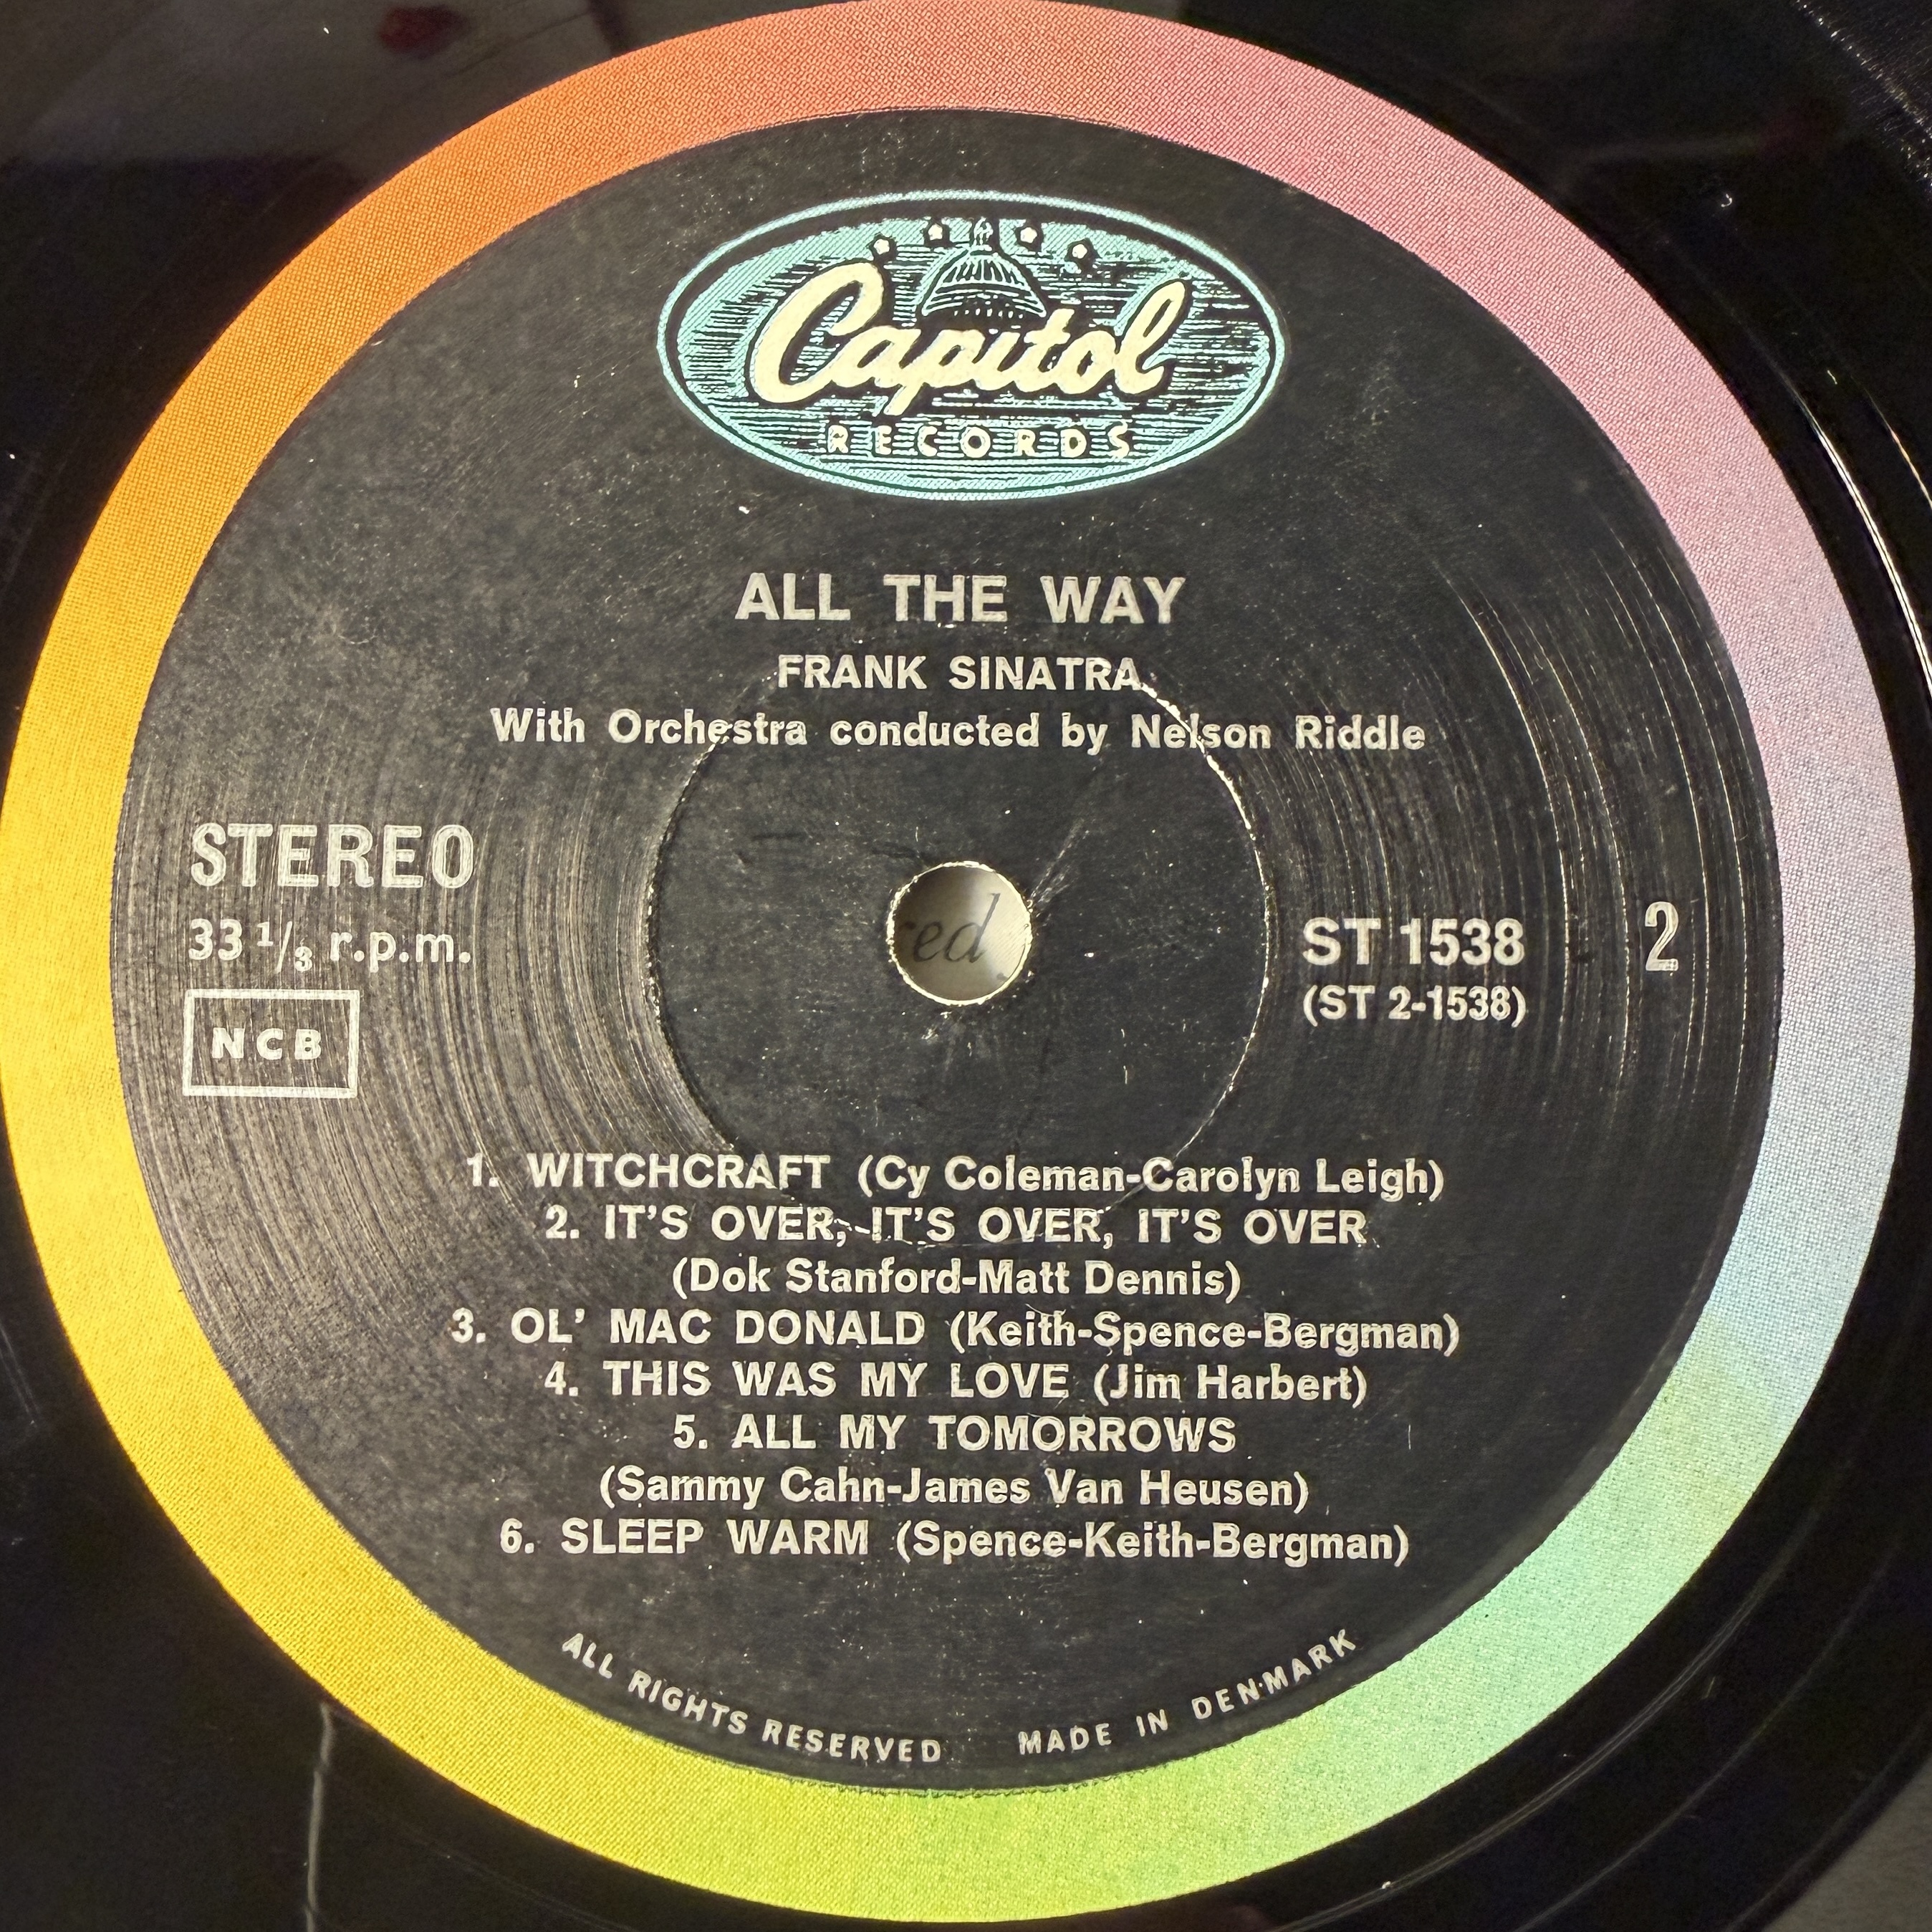 Capitol
RECORDS
ALL THE WAY
FRANK SINATRA
With Orchestra conducted by Nelson Riddle
STEREO
33 1/3 r.p.m.
NCB
red
ST 1538
(ST 2-1538)
2
1. WITCHCRAFT (Cy Coleman-Carolyn Leigh)
2. IT'S OVER, IT'S OVER, IT'S OVER
(Dok Stanford-Matt Dennis)
3. OL' MAC DONALD (Keith-Spence-Bergman)
4. THIS WAS MY LOVE (Jim Harbert)
5. ALL MY TOMORROWS
(Sammy Cahn-James Van Heusen)
6. SLEEP WARM (Spence-Keith-Bergman)
ALL RIGHTS RESERVED MADE IN DENMARK